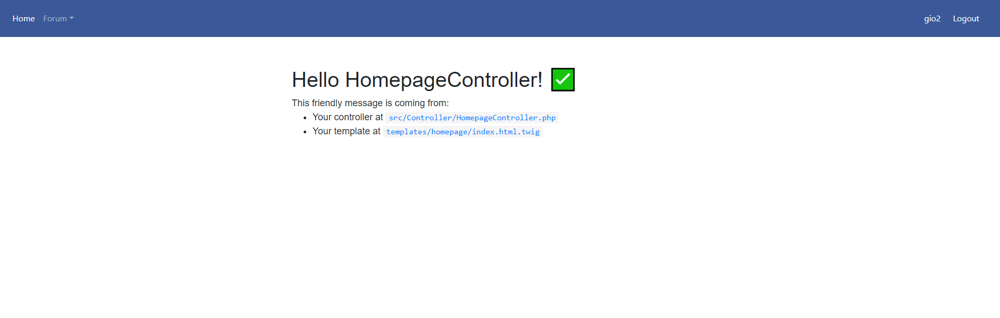 Home Forum gio2 Logout
Hello HomepageController! ✅
This friendly message is coming from:
• Your controller at src/Controller/HomepageController.php
• Your template at templates/homepage/index.html.twig